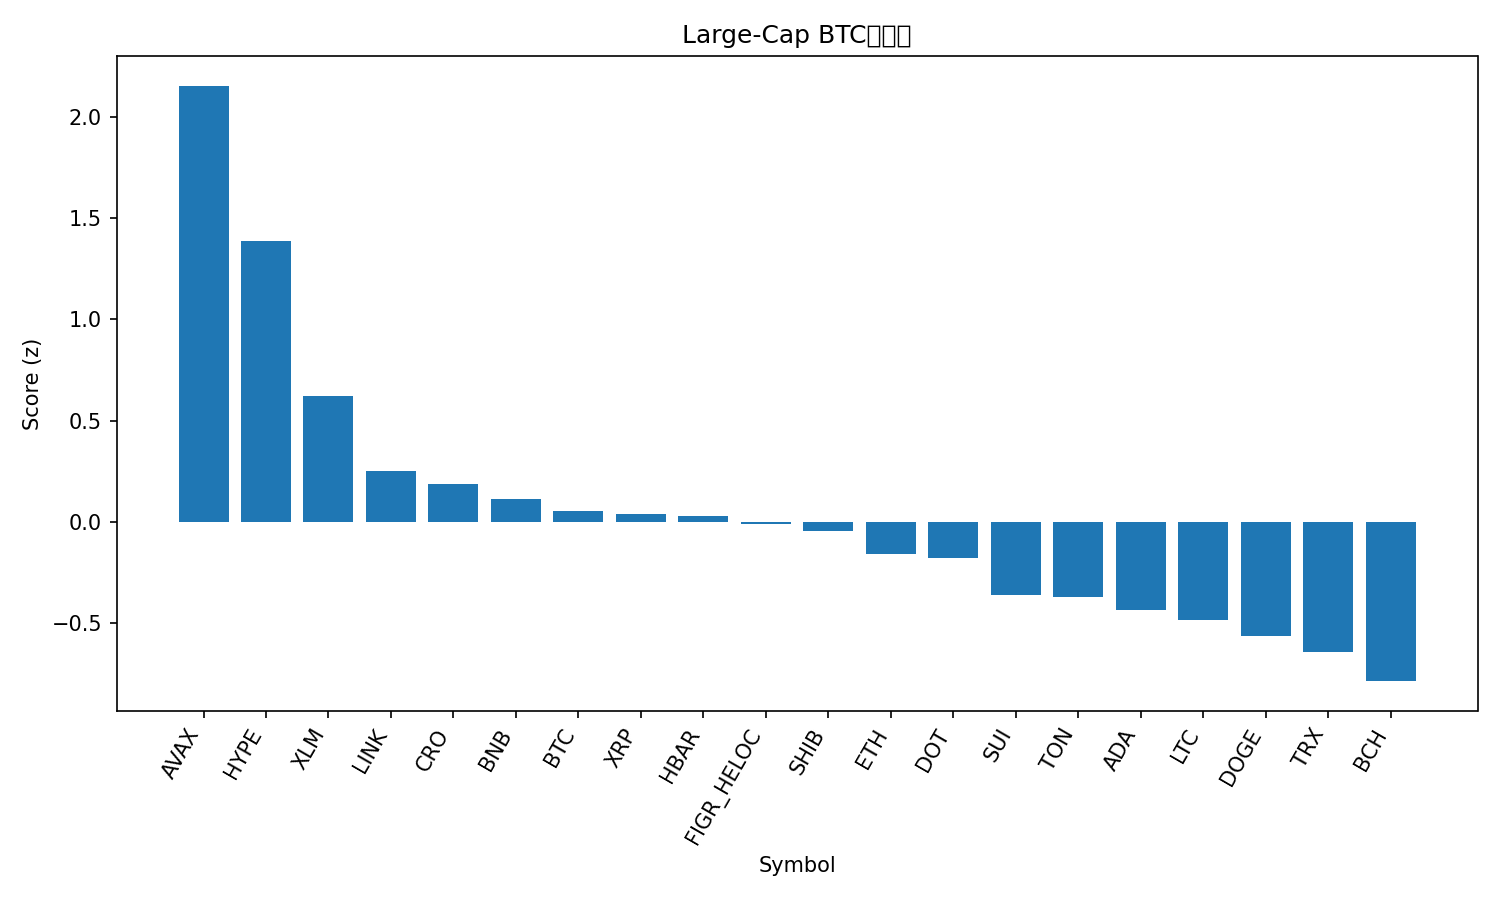 Large-Cap BTC
Score (z)
2.0
1.5
1.0
0.5
0.0
−0.5
AVAX
HYPE
XLM
LINK
CRO
BNB
BTC
XRP
HBAR
FIGR_HELOC
SHIB
ETH
DOT
SUI
TON
ADA
LTC
DOGE
TRX
BCH
Symbol